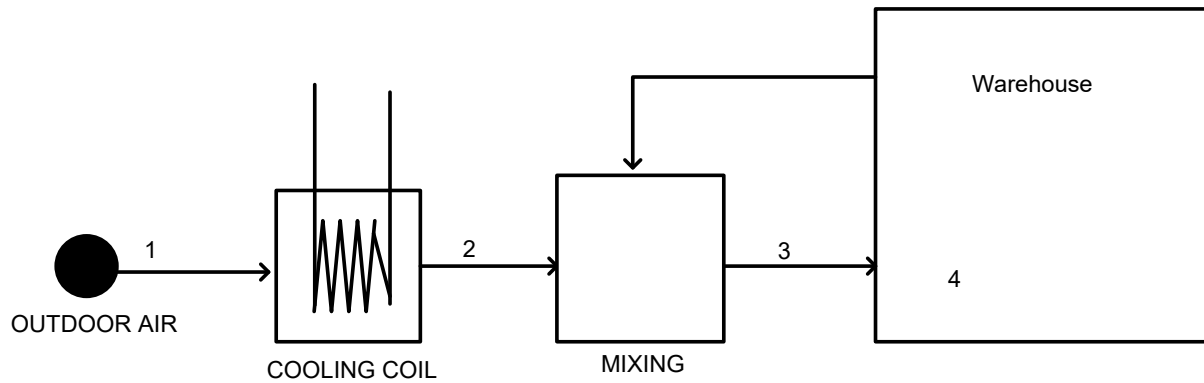 Warehouse
1
2
3
4
OUTDOOR AIR
COOLING COIL
MIXING